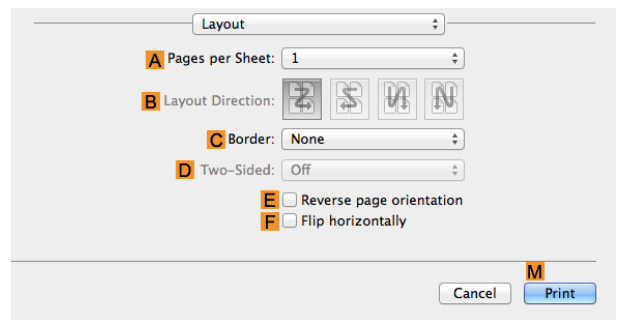 Layout
A Pages per Sheet: 1
B Layout Direction:
C Border: None
D Two-Sided: Off
E Reverse page orientation
F Flip horizontally
M
Cancel Print